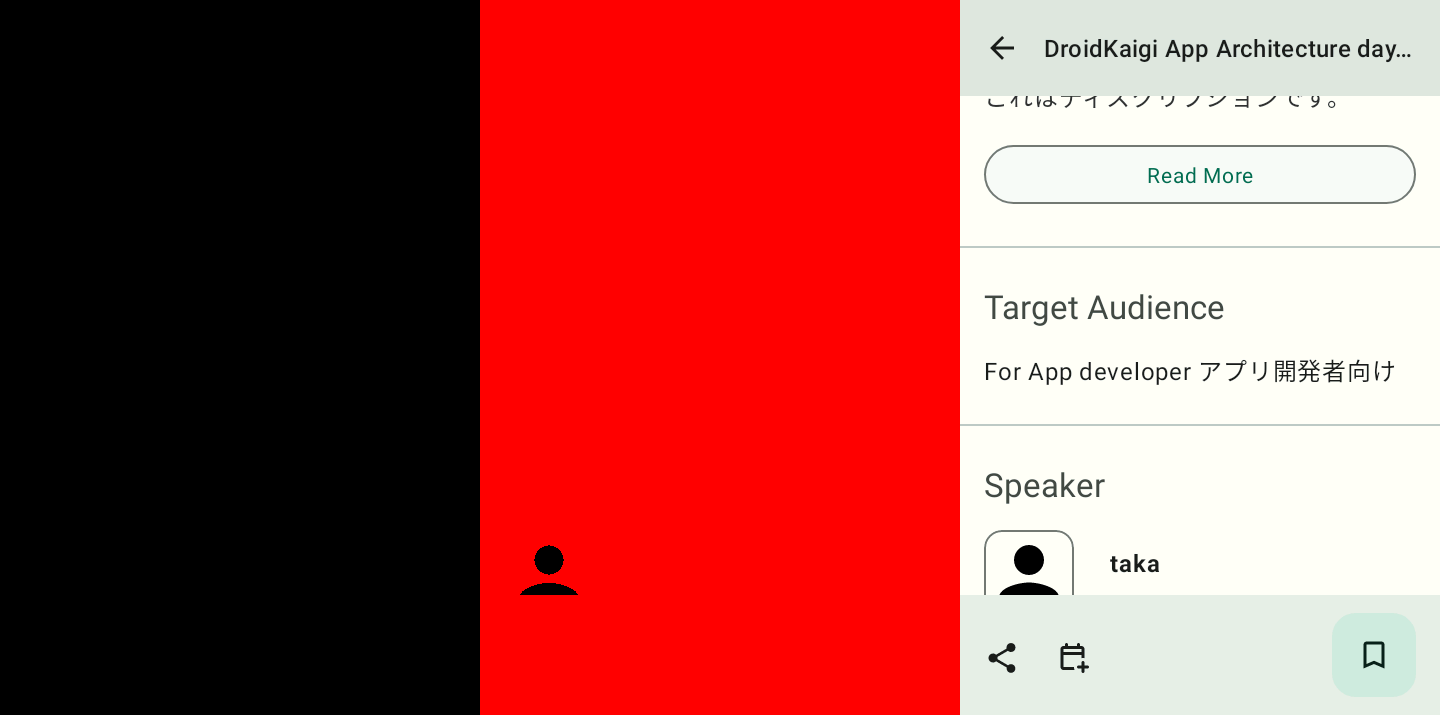 DroidKaigi App Architecture day...
これはディスクリプションです。
Read More
Target Audience
For App developer アプリ開発者向け
Speaker
taka